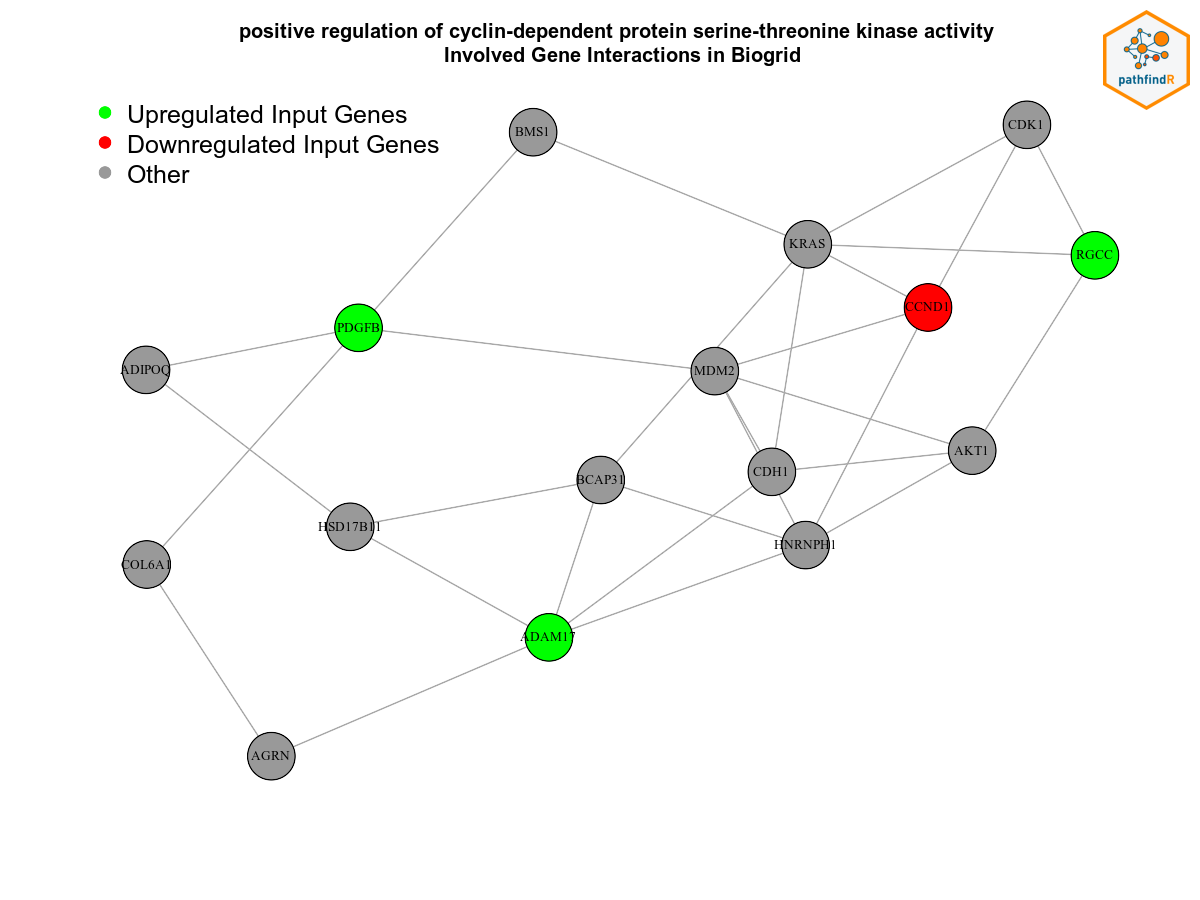 positive regulation of cyclin-dependent protein serine-threonine kinase activity
Involved Gene Interactions in Biogrid
pathfindR
Upregulated Input Genes
Downregulated Input Genes
Other
BMS1
CDK1
KRAS
RGCC
CCND1
PDGFB
ADIPOQ
MDM2
AKT1
CDH1
BCAP31
HSD17B11
HNRNPH1
COL6A1
ADAM17
AGRN